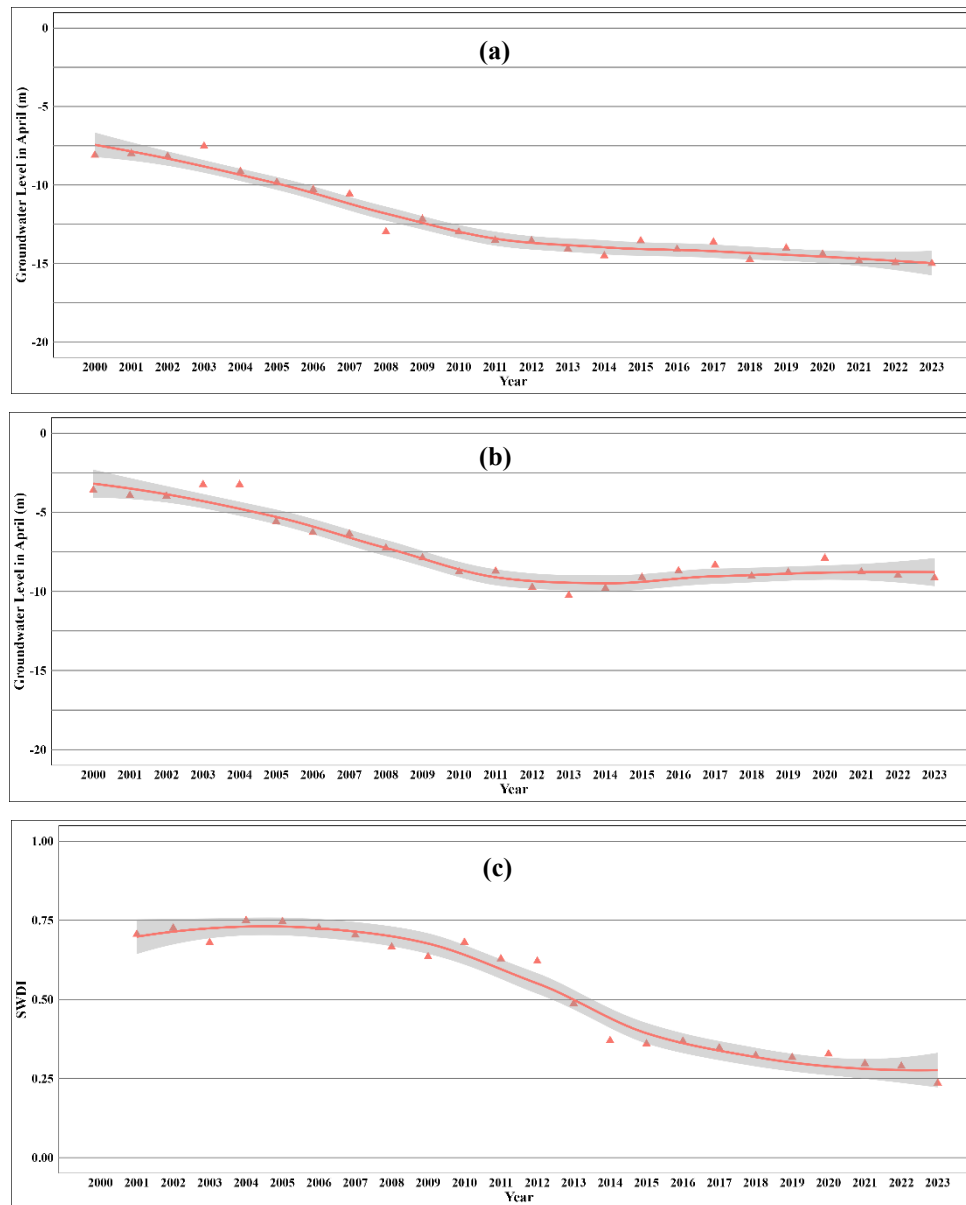 (a)
Groundwater Level in April (m)
0
-5
-10
-15
-20
2000 2001 2002 2003 2004 2005 2006 2007 2008 2009 2010 2011 2012 2013 2014 2015 2016 2017 2018 2019 2020 2021 2022 2023
Year
(b)
Groundwater Level in April (m)
0
-5
-10
-15
-20
2000 2001 2002 2003 2004 2005 2006 2007 2008 2009 2010 2011 2012 2013 2014 2015 2016 2017 2018 2019 2020 2021 2022 2023
Year
(c)
SWDI
1.00
0.75
0.50
0.25
0.00
2000 2001 2002 2003 2004 2005 2006 2007 2008 2009 2010 2011 2012 2013 2014 2015 2016 2017 2018 2019 2020 2021 2022 2023
Year